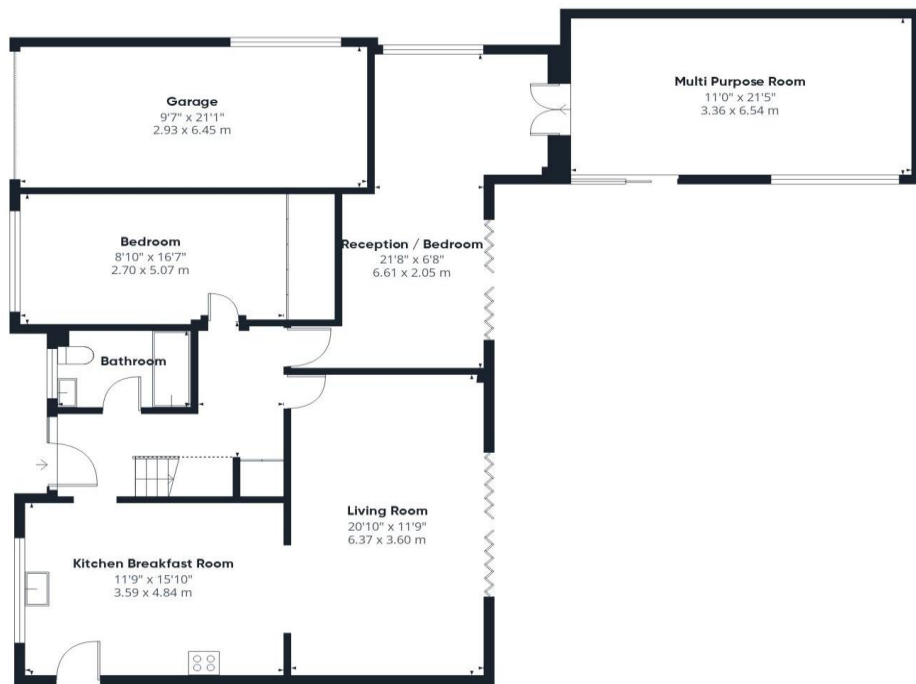 Multi Purpose Room
11'0" x 21'5"
3.36 x 6.54 m
Garage
9'7" x 21'1"
2.93 x 6.45 m
Bedroom
8'10" x 16'7"
2.70 x 5.07 m
Reception / Bedroom
21'8" x 6'8"
6.61 x 2.05 m
Bathroom
Living Room
20'10" x 11'9"
6.37 x 3.60 m
Kitchen Breakfast Room
11'9" x 15'10"
3.59 x 4.84 m